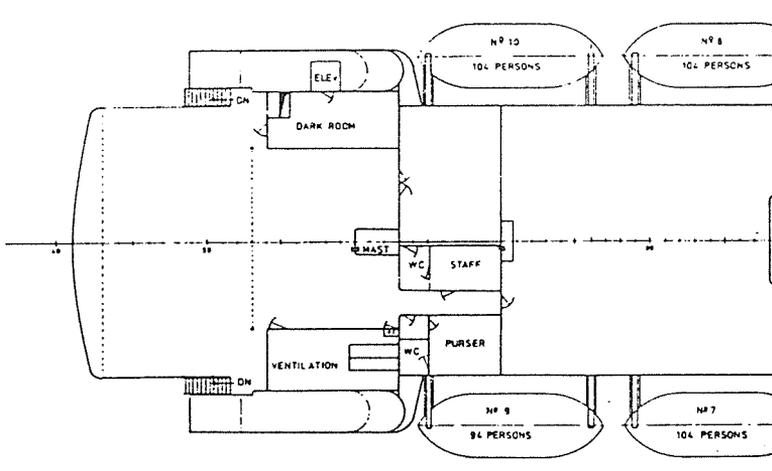 Nº 10
104 PERSONS
Nº 8
104 PERSONS
ELEV
DN
DARK ROOM
MAST
WC
STAFF
WC
PURSER
VENTILATION
DN
Nº 9
94 PERSONS
Nº 7
104 PERSONS